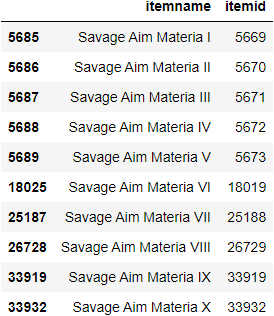 itemname itemid
5685 Savage Aim Materia I 5669
5686 Savage Aim Materia II 5670
5687 Savage Aim Materia III 5671
5688 Savage Aim Materia IV 5672
5689 Savage Aim Materia V 5673
18025 Savage Aim Materia VI 18019
25187 Savage Aim Materia VII 25188
26728 Savage Aim Materia VIII 26729
33919 Savage Aim Materia IX 33919
33932 Savage Aim Materia X 33932